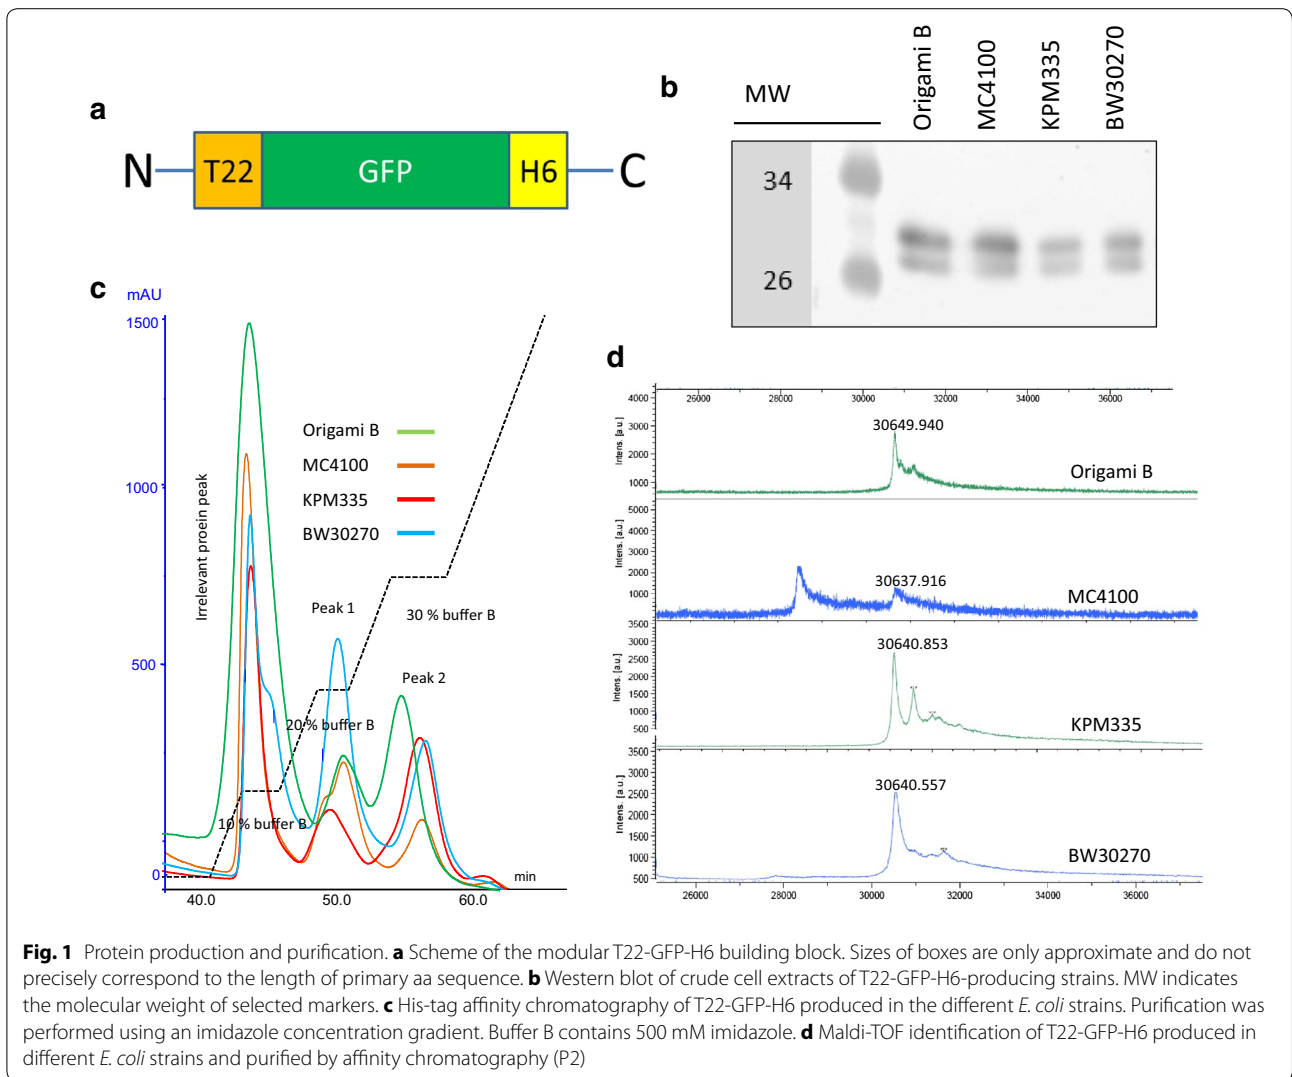 a
N T22 GFP H6 C
b
MW
Origami B
MC4100
KPM335
BW30270
34
26
c
mAU
1500
1000
500
0
Irrelevant proein peak
Origami B
MC4100
KPM335
BW30270
Peak 1
30 % buffer B
Peak 2
20 % buffer B
10 % buffer B
min
40.0 50.0 60.0
d
26000 28000 30000 32000 34000 36000
Intens. [a.u.]
4000
3000
2000
1000
30649.940
Origami B
Intens. [a.u.]
5000
4000
3000
2000
1000
0
30637.916
MC4100
Intens. [a.u.]
3500
3000
2500
2000
1500
1000
500
30640.853
KPM335
Intens. [a.u.]
3500
3000
2500
2000
1500
1000
500
30640.557
BW30270
26000 28000 30000 32000 34000 36000
Fig. 1 Protein production and purification. a Scheme of the modular T22-GFP-H6 building block. Sizes of boxes are only approximate and do not
precisely correspond to the length of primary aa sequence. b Western blot of crude cell extracts of T22-GFP-H6-producing strains. MW indicates
the molecular weight of selected markers. c His-tag affinity chromatography of T22-GFP-H6 produced in the different E. coli strains. Purification was
performed using an imidazole concentration gradient. Buffer B contains 500 mM imidazole. d Maldi-TOF identification of T22-GFP-H6 produced in
different E. coli strains and purified by affinity chromatography (P2)